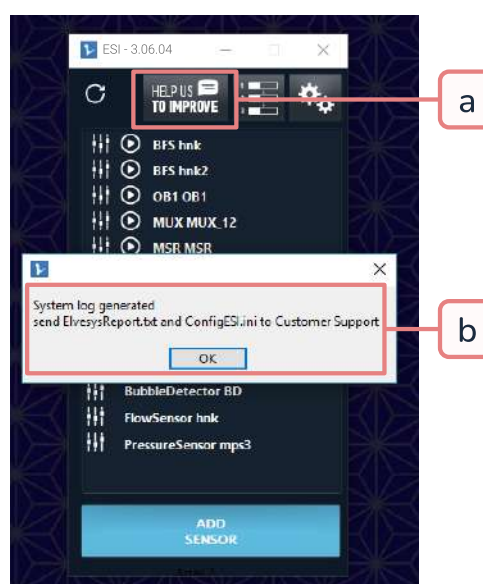 ESI - 3.06.04
HELP US
TO IMPROVE
a
BFS hnk
BFS hnk2
OB1 OB1
MUX MUX_12
MSR MSR
System log generated
send ElvesysReport.txt and ConfigESI.ini to Customer Support
b
OK
BubbleDetector BD
FlowSensor hnk
PressureSensor mps3
ADD
SENSOR